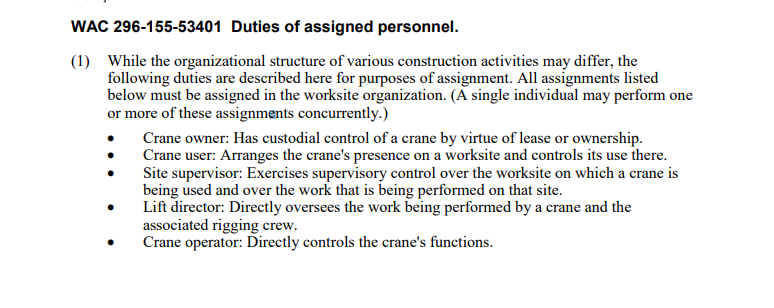 WAC 296-155-53401 Duties of assigned personnel.
(1) While the organizational structure of various construction activities may differ, the
following duties are described here for purposes of assignment. All assignments listed
below must be assigned in the worksite organization. (A single individual may perform one
or more of these assignments concurrently.)
• Crane owner: Has custodial control of a crane by virtue of lease or ownership.
• Crane user: Arranges the crane's presence on a worksite and controls its use there.
• Site supervisor: Exercises supervisory control over the worksite on which a crane is
being used and over the work that is being performed on that site.
• Lift director: Directly oversees the work being performed by a crane and the
associated rigging crew.
• Crane operator: Directly controls the crane's functions.